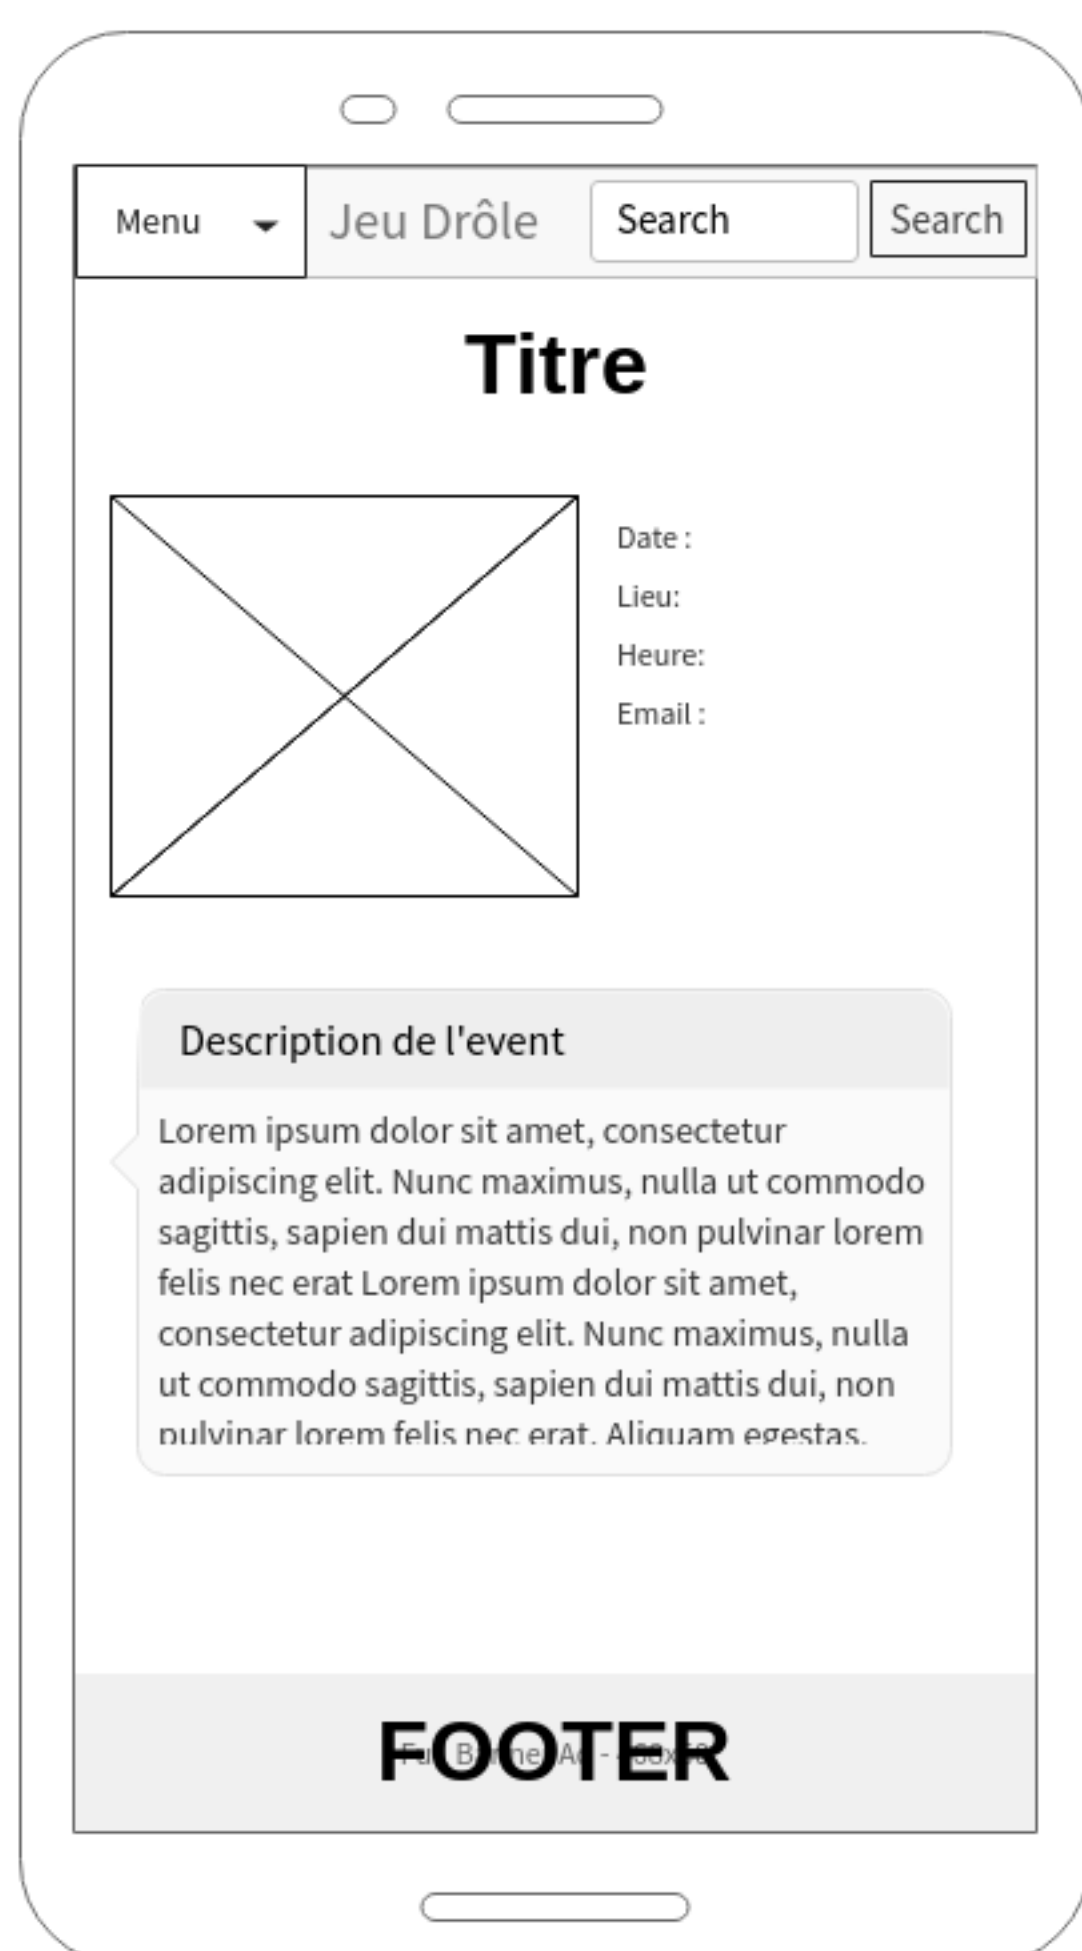 Menu Jeu Drôle Search Search
Titre
Date :
Lieu:
Heure:
Email :
Description de l'event
Lorem ipsum dolor sit amet, consectetur
adipiscing elit. Nunc maximus, nulla ut commodo
sagittis, sapien dui mattis dui, non pulvinar lorem
felis nec erat Lorem ipsum dolor sit amet,
consectetur adipiscing elit. Nunc maximus, nulla
ut commodo sagittis, sapien dui mattis dui, non
pulvinar lorem felis nec erat. Aliquam egestas.
FOOTER